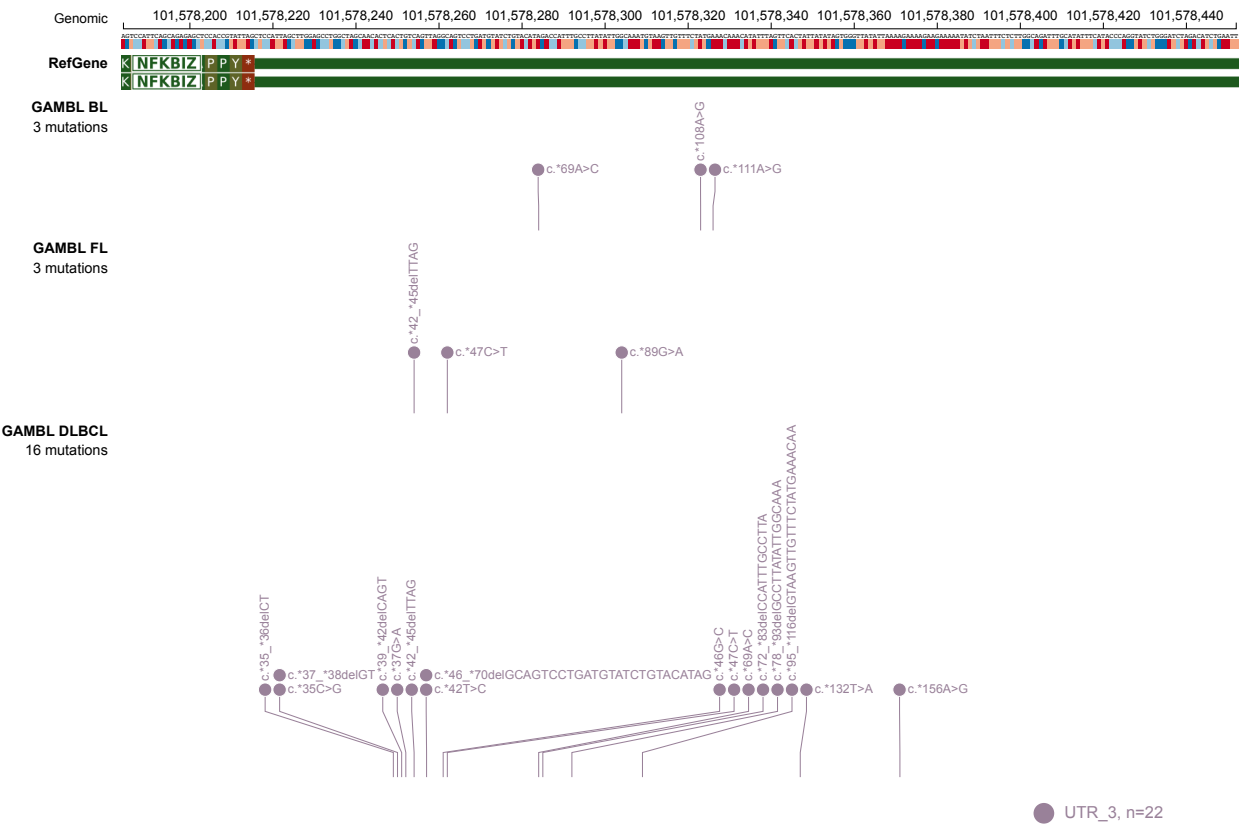 Genomic
101,578,200 101,578,220 101,578,240 101,578,260 101,578,280 101,578,300 101,578,320 101,578,340 101,578,360 101,578,380 101,578,400 101,578,420 101,578,440
AGTCCATTCAGCAGAGAGCTCCACCGTATTAGCTCCATTAGCTTGGAGCCTGGCTAGCAACACTCACTGTCAGTTAGGCAGTCCTGATGTATCTGTACATAGACCATTTGCCTTATATTGGCAAATGTAAGTTGTTTCTATGAAACAAACATATTTAGTTCACTATTATATAGTGGGTTATATTAAAAGAAAAGAAGAAAAATATCTAATTTCTCTTGGCAGATTTGCATATTTCATACCCAGGTATCTGGGATCTAGACATCTGAATT
RefGene
K NFKBIZ P P Y *
K NFKBIZ P P Y *
GAMBL BL
3 mutations
c.*69A>C
c.*108A>G
c.*111A>G
GAMBL FL
3 mutations
c.*42_*45delTTAG
c.*47C>T
c.*89G>A
GAMBL DLBCL
16 mutations
c.*35_*36delCT
c.*37_*38delGT
c.*35C>G
c.*39_*42delCAGT
c.*37G>A
c.*42_*45delTTAG
c.*46_*70delGCAGTCCTGATGTATCTGTACATAG
c.*42T>C
c.*46G>C
c.*47C>T
c.*69A>C
c.*72_*83delCCATTTGCCTTA
c.*78_*93delGCCTTATATTGGCAAA
c.*95_*116delGTAAGTTGTTTCTATGAAACAA
c.*132T>A
c.*156A>G
UTR_3, n=22